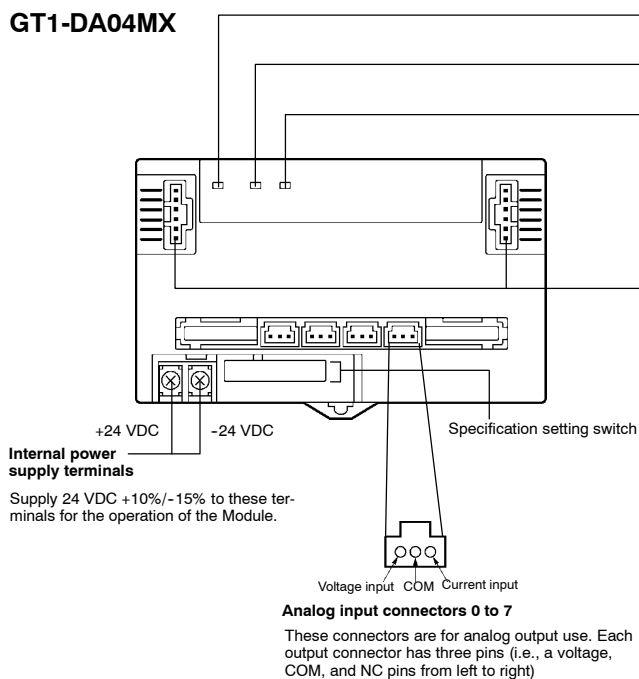 GT1-DA04MX
+24 VDC
-24 VDC
Specification setting switch
Internal power
supply terminals
Supply 24 VDC +10%/-15% to these ter-
minals for the operation of the Module.
Voltage input COM Current input
Analog input connectors 0 to 7
These connectors are for analog output use. Each
output connector has three pins (i.e., a voltage,
COM, and NC pins from left to right)